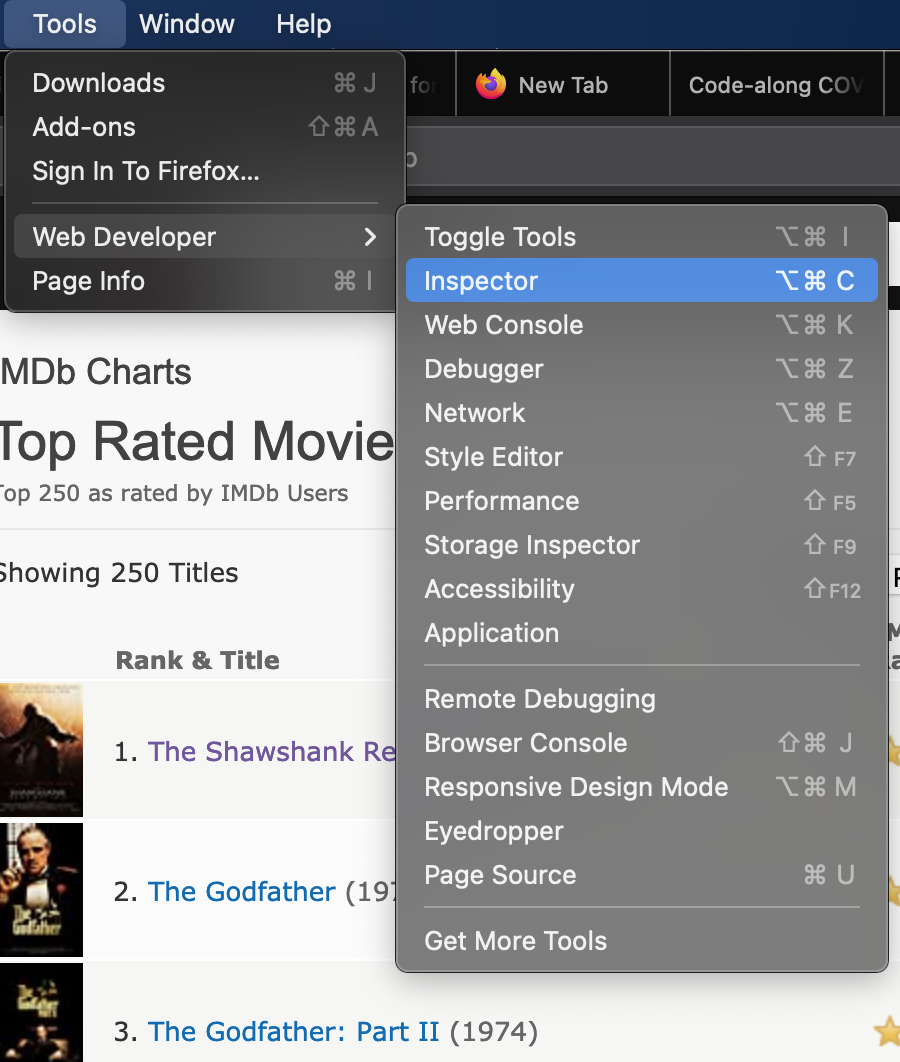 Tools Window Help
Downloads ⌘ J
Add-ons ⇧⌘ A
Sign In To Firefox...
Web Developer
Page Info ⌘ I
for
New Tab
Code-along COV
Toggle Tools ⌥⌘ I
Inspector ⌥⌘ C
Web Console ⌥⌘ K
Debugger ⌥⌘ Z
Network ⌥⌘ E
Style Editor ⇧ F7
Performance ⇧ F5
Storage Inspector ⇧ F9
Accessibility ⇧ F12
Application
Remote Debugging
Browser Console ⇧⌘ J
Responsive Design Mode ⌥⌘ M
Eyedropper
Page Source ⌘ U
Get More Tools
MDb Charts
Top Rated Movie
Top 250 as rated by IMDb Users
Showing 250 Titles
Rank & Title
1. The Shawshank Re
2. The Godfather (197
3. The Godfather: Part II (1974)
The
Godfather